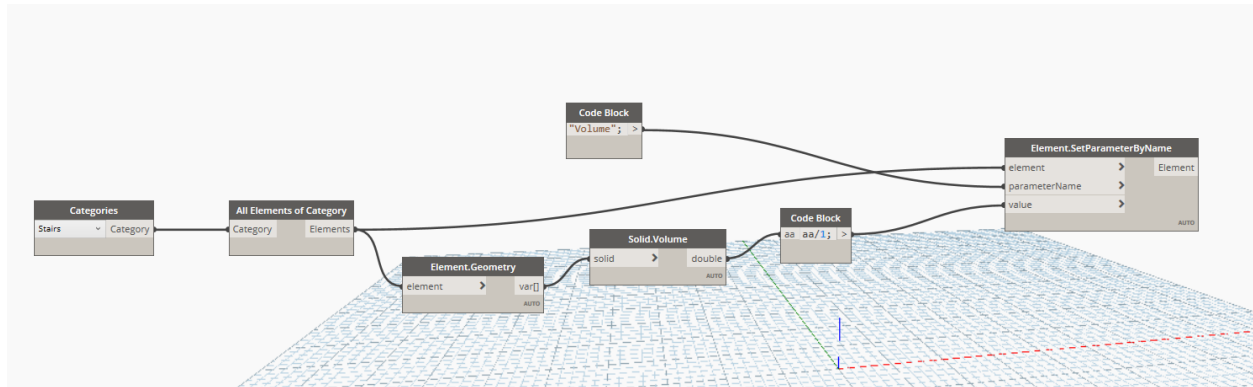 Categories
Stairs Category
All Elements of Category
Category Elements
Element.Geometry
element > var[]
AUTO
Code Block
"Volume"; >
Solid.Volume
solid > double
AUTO
Code Block
aa aa/1; >
Element.SetParameterByName
element > Element
parameterName >
value >
AUTO